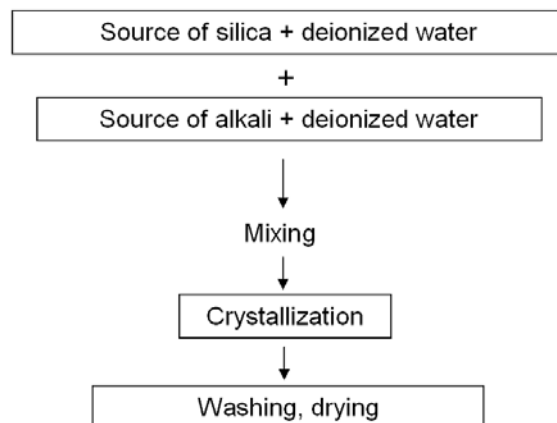 Source of silica + deionized water
+
Source of alkali + deionized water
Mixing
Crystallization
Washing, drying